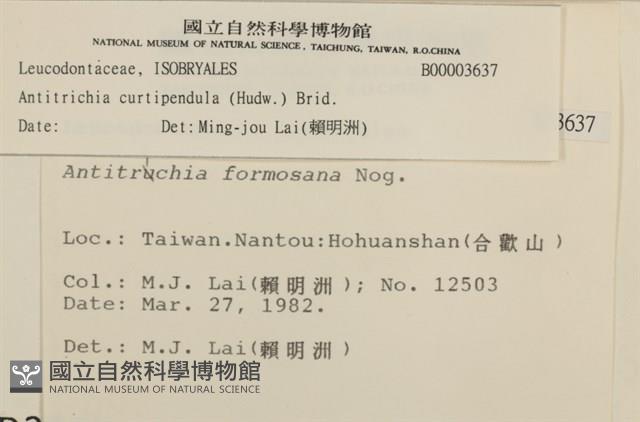 國立自然科學博物館
NATIONAL MUSEUM OF NATURAL SCIENCE, TAICHUNG, TAIWAN, R.O.CHINA
Leucodontaceae, ISOBRYALES B00003637
Antitrichia curtipendula (Hudw.) Brid.
Date: Det:Ming-jou Lai(賴明洲)
3637
Antitruchia formosana Nog.
Loc.: Taiwan.Nantou:Hohuanshan(合歡山)
Col.: M.J. Lai(賴明洲); No. 12503
Date: Mar. 27, 1982.
Det.: M.J. Lai(賴明洲)
國立自然科學博物館
NATIONAL MUSEUM OF NATURAL SCIENCE